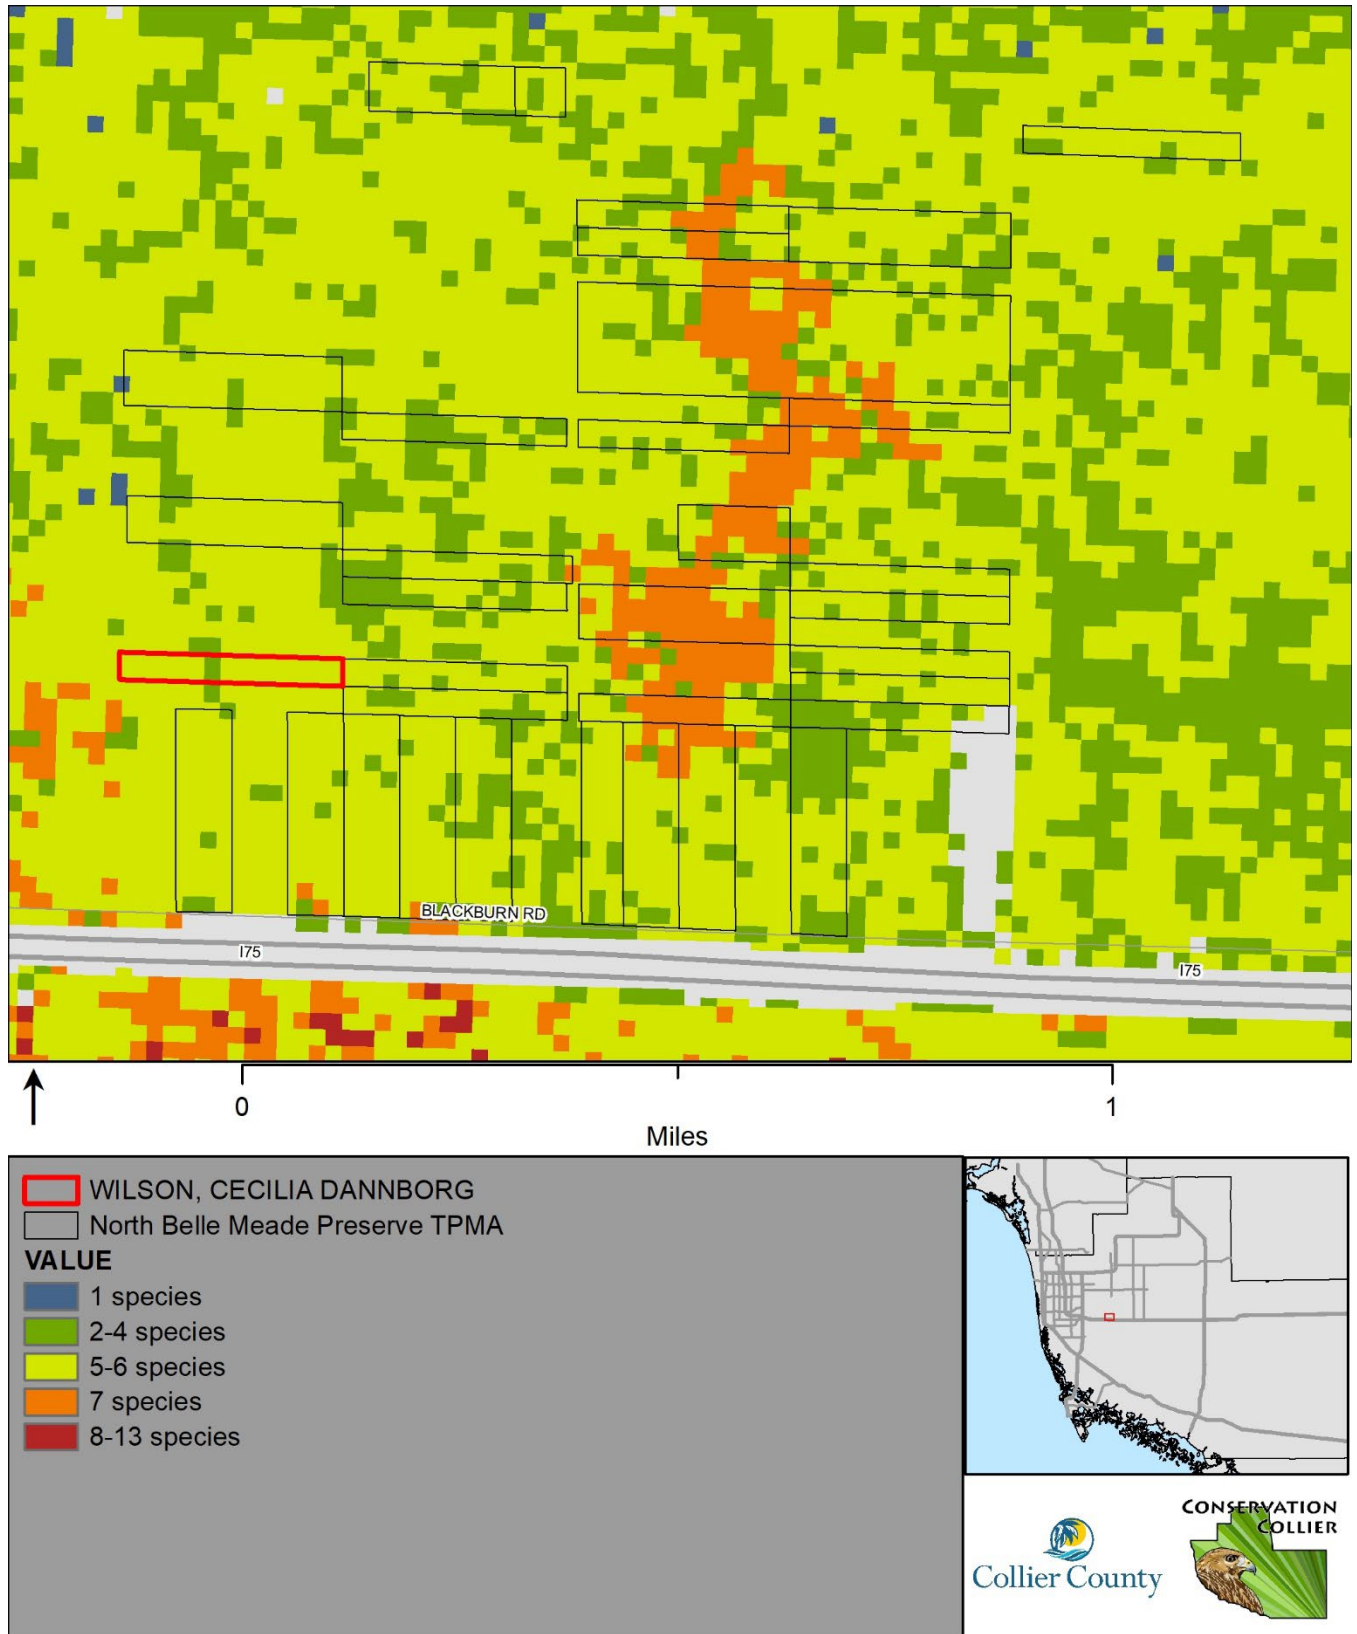 BLACKBURN RD
I75
I75
0
1
Miles
WILSON, CECILIA DANNBORG
North Belle Meade Preserve TPMA
VALUE
1 species
2-4 species
5-6 species
7 species
8-13 species
Collier County
CONSERVATION
COLLIER